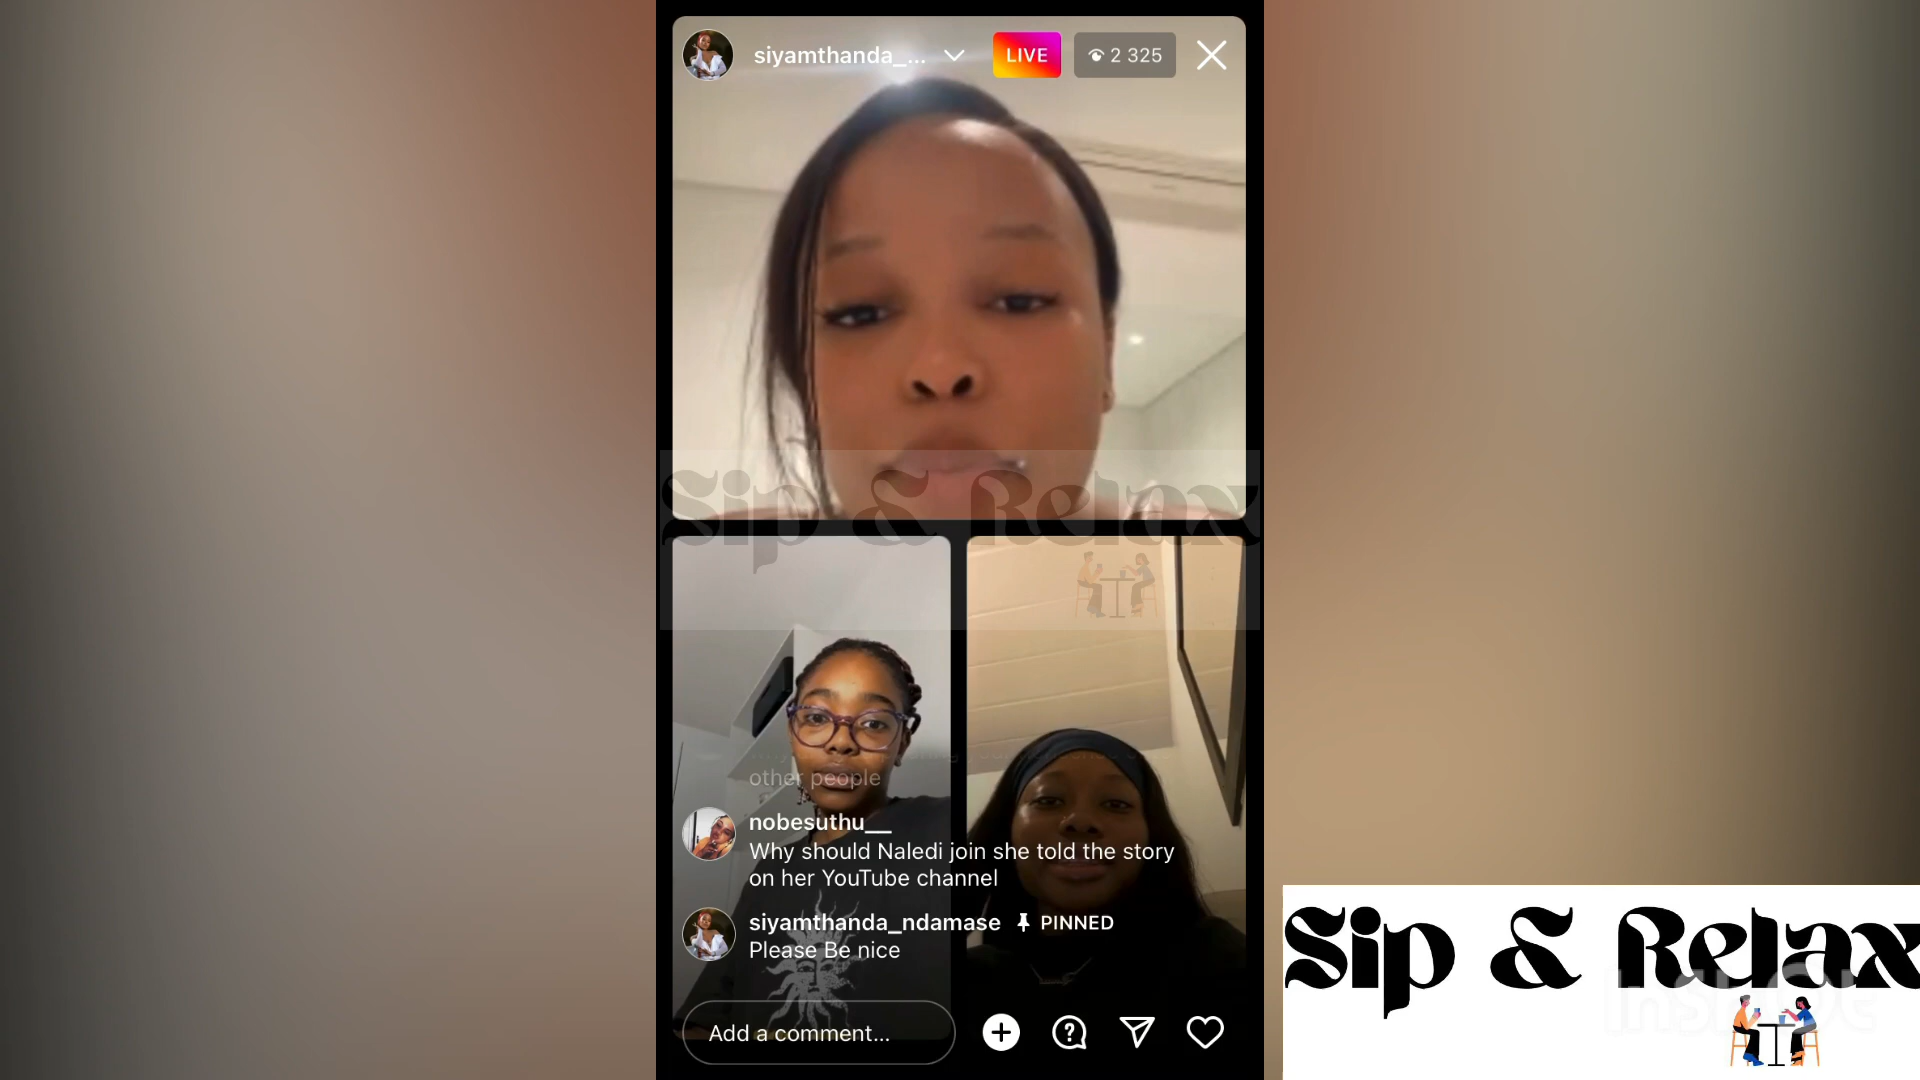 siyamthanda_...
LIVE
2 325
Sip & Relax
other people
nobesuthu__
Why should Naledi join she told the story
on her YouTube channel
siyamthanda_ndamase PINNED
Please Be nice
Add a comment...
Sip & Relax
InShOt